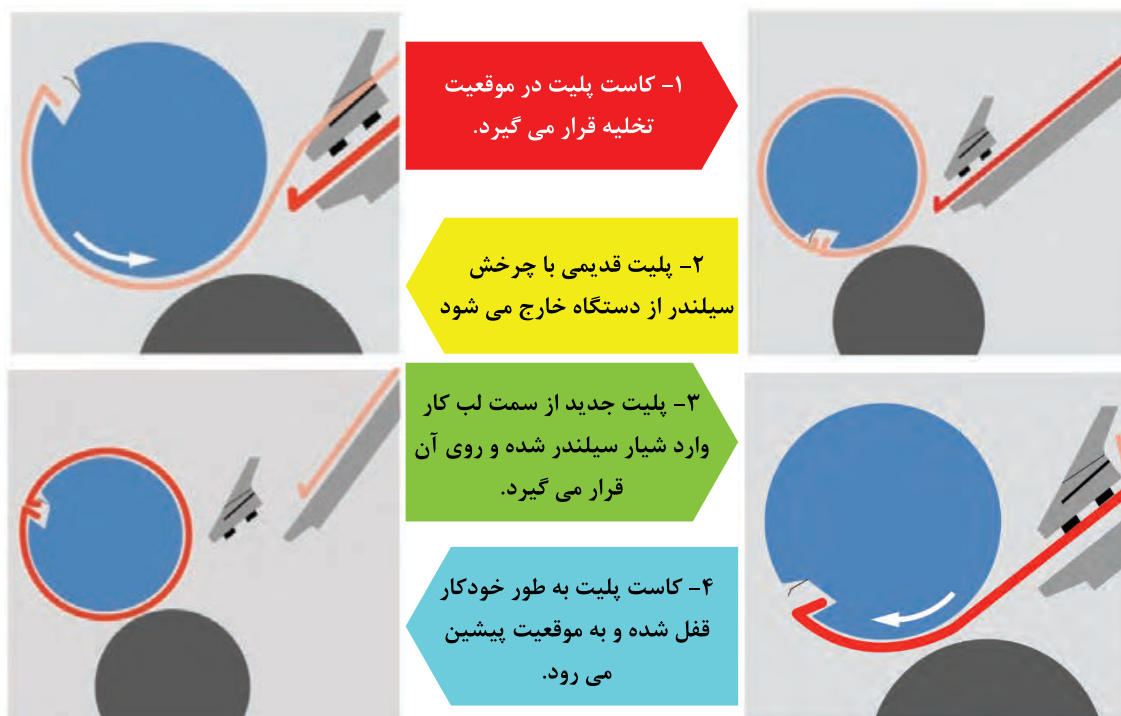 ۱- کاست پلیت در موقعیت
تخلیه قرار می گیرد.
۲- پلیت قدیمی با چرخش
سیلندر از دستگاه خارج می شود
۳- پلیت جدید از سمت لب کار
وارد شیار سیلندر شده و روی آن
قرار می گیرد.
۴- کاست پلیت به طور خودکار
قفل شده و به موقعیت پیشین
می رود.